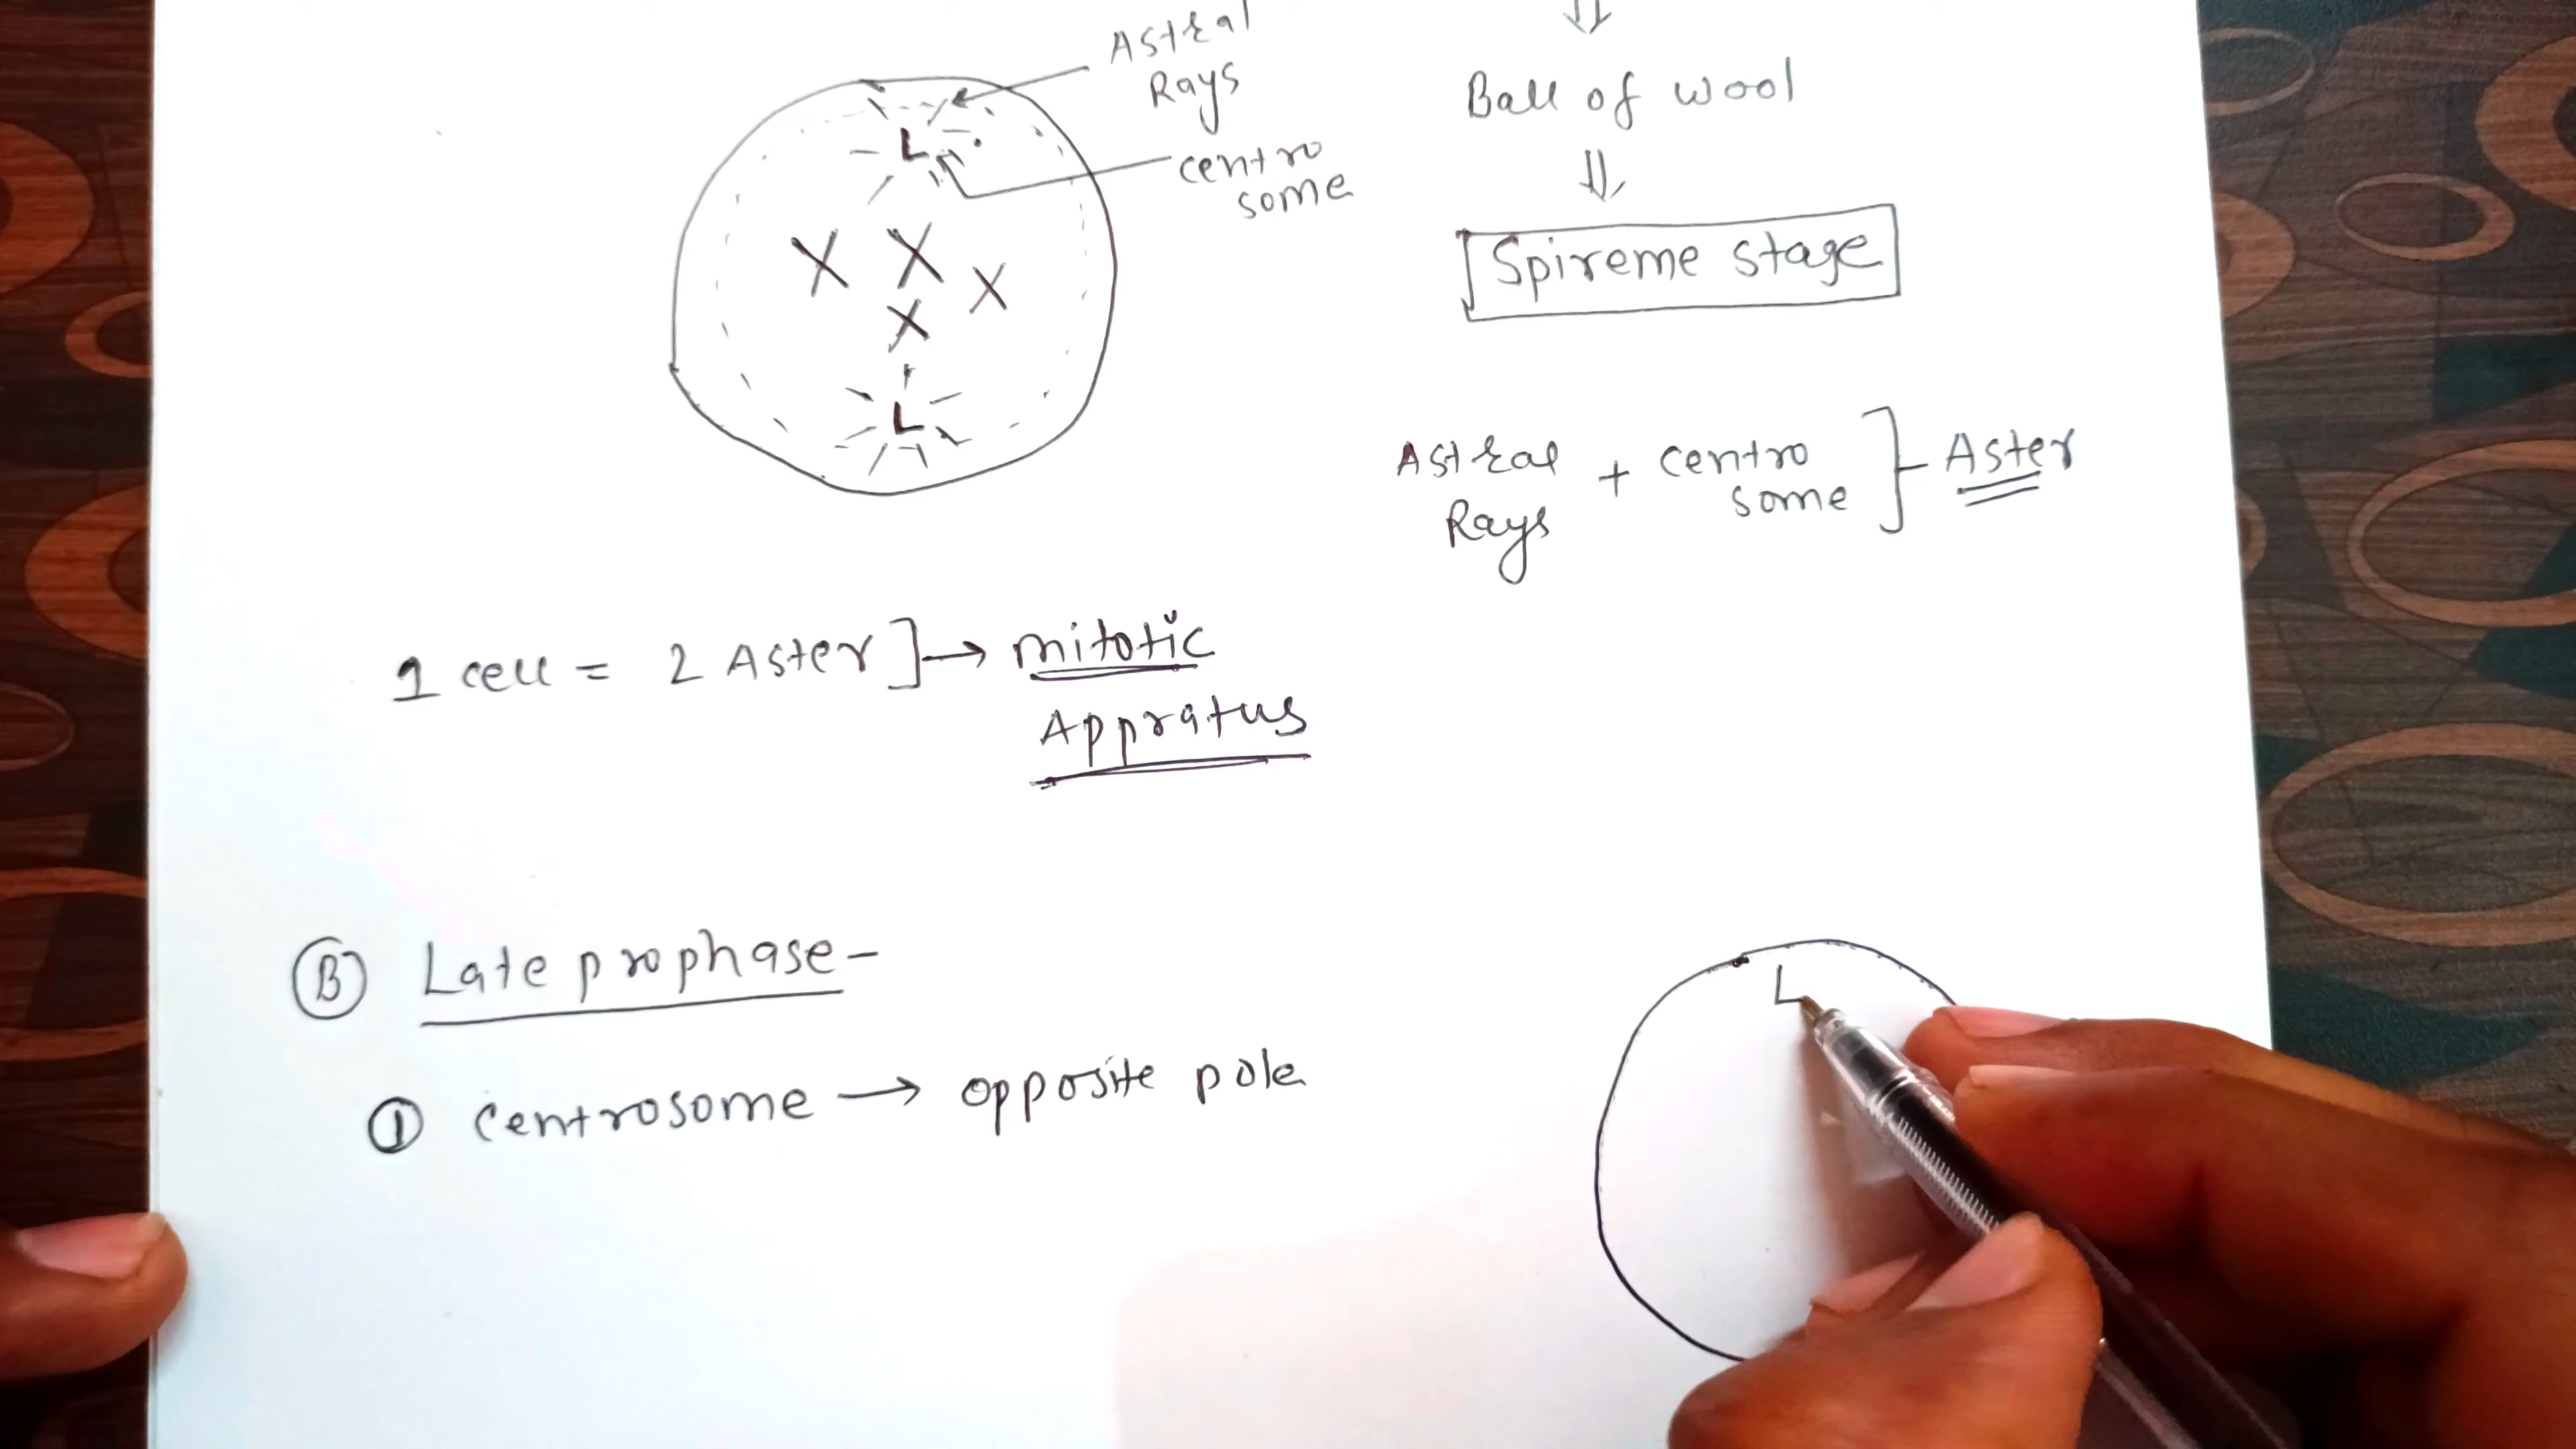 Astral
Rays
centro
some
⇓
Ball of wool
⇓
Spireme stage
Astral + centro ] - Aster
Rays some
1 cell = 2 Aster ] → mitotic
Appratus
Ⓑ Late prophase -
① Centrosome → opposite pole